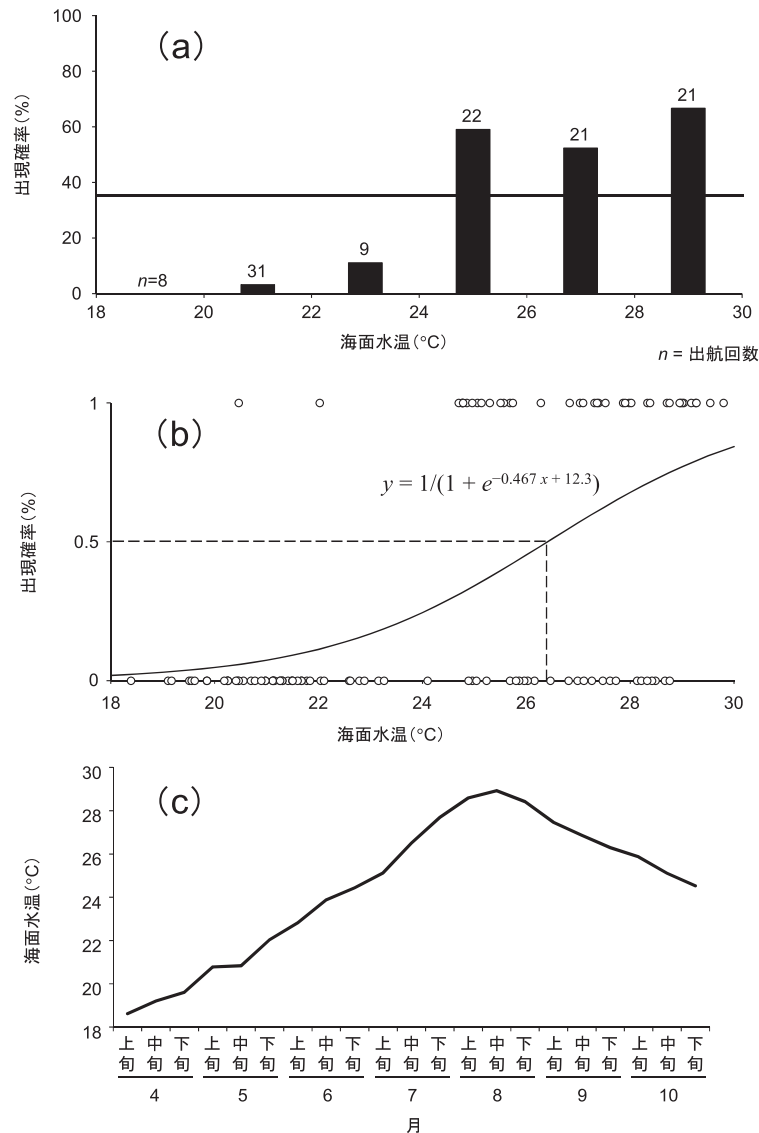 (a)
出現確率(%)
100
80
60
40
20
0
n=8
31
9
22
21
21
18 20 22 24 26 28 30
海面水温(°C)
n = 出航回数
(b)
出現確率(%)
1
0.5
0
y = 1/(1 + e−0.467 x + 12.3)
18 20 22 24 26 28 30
海面水温(°C)
(c)
海面水温(°C)
30
28
26
24
22
20
18
上旬 中旬 下旬 上旬 中旬 下旬 上旬 中旬 下旬 上旬 中旬 下旬 上旬 中旬 下旬 上旬 中旬 下旬 上旬 中旬 下旬
4 5 6 7 8 9 10
月